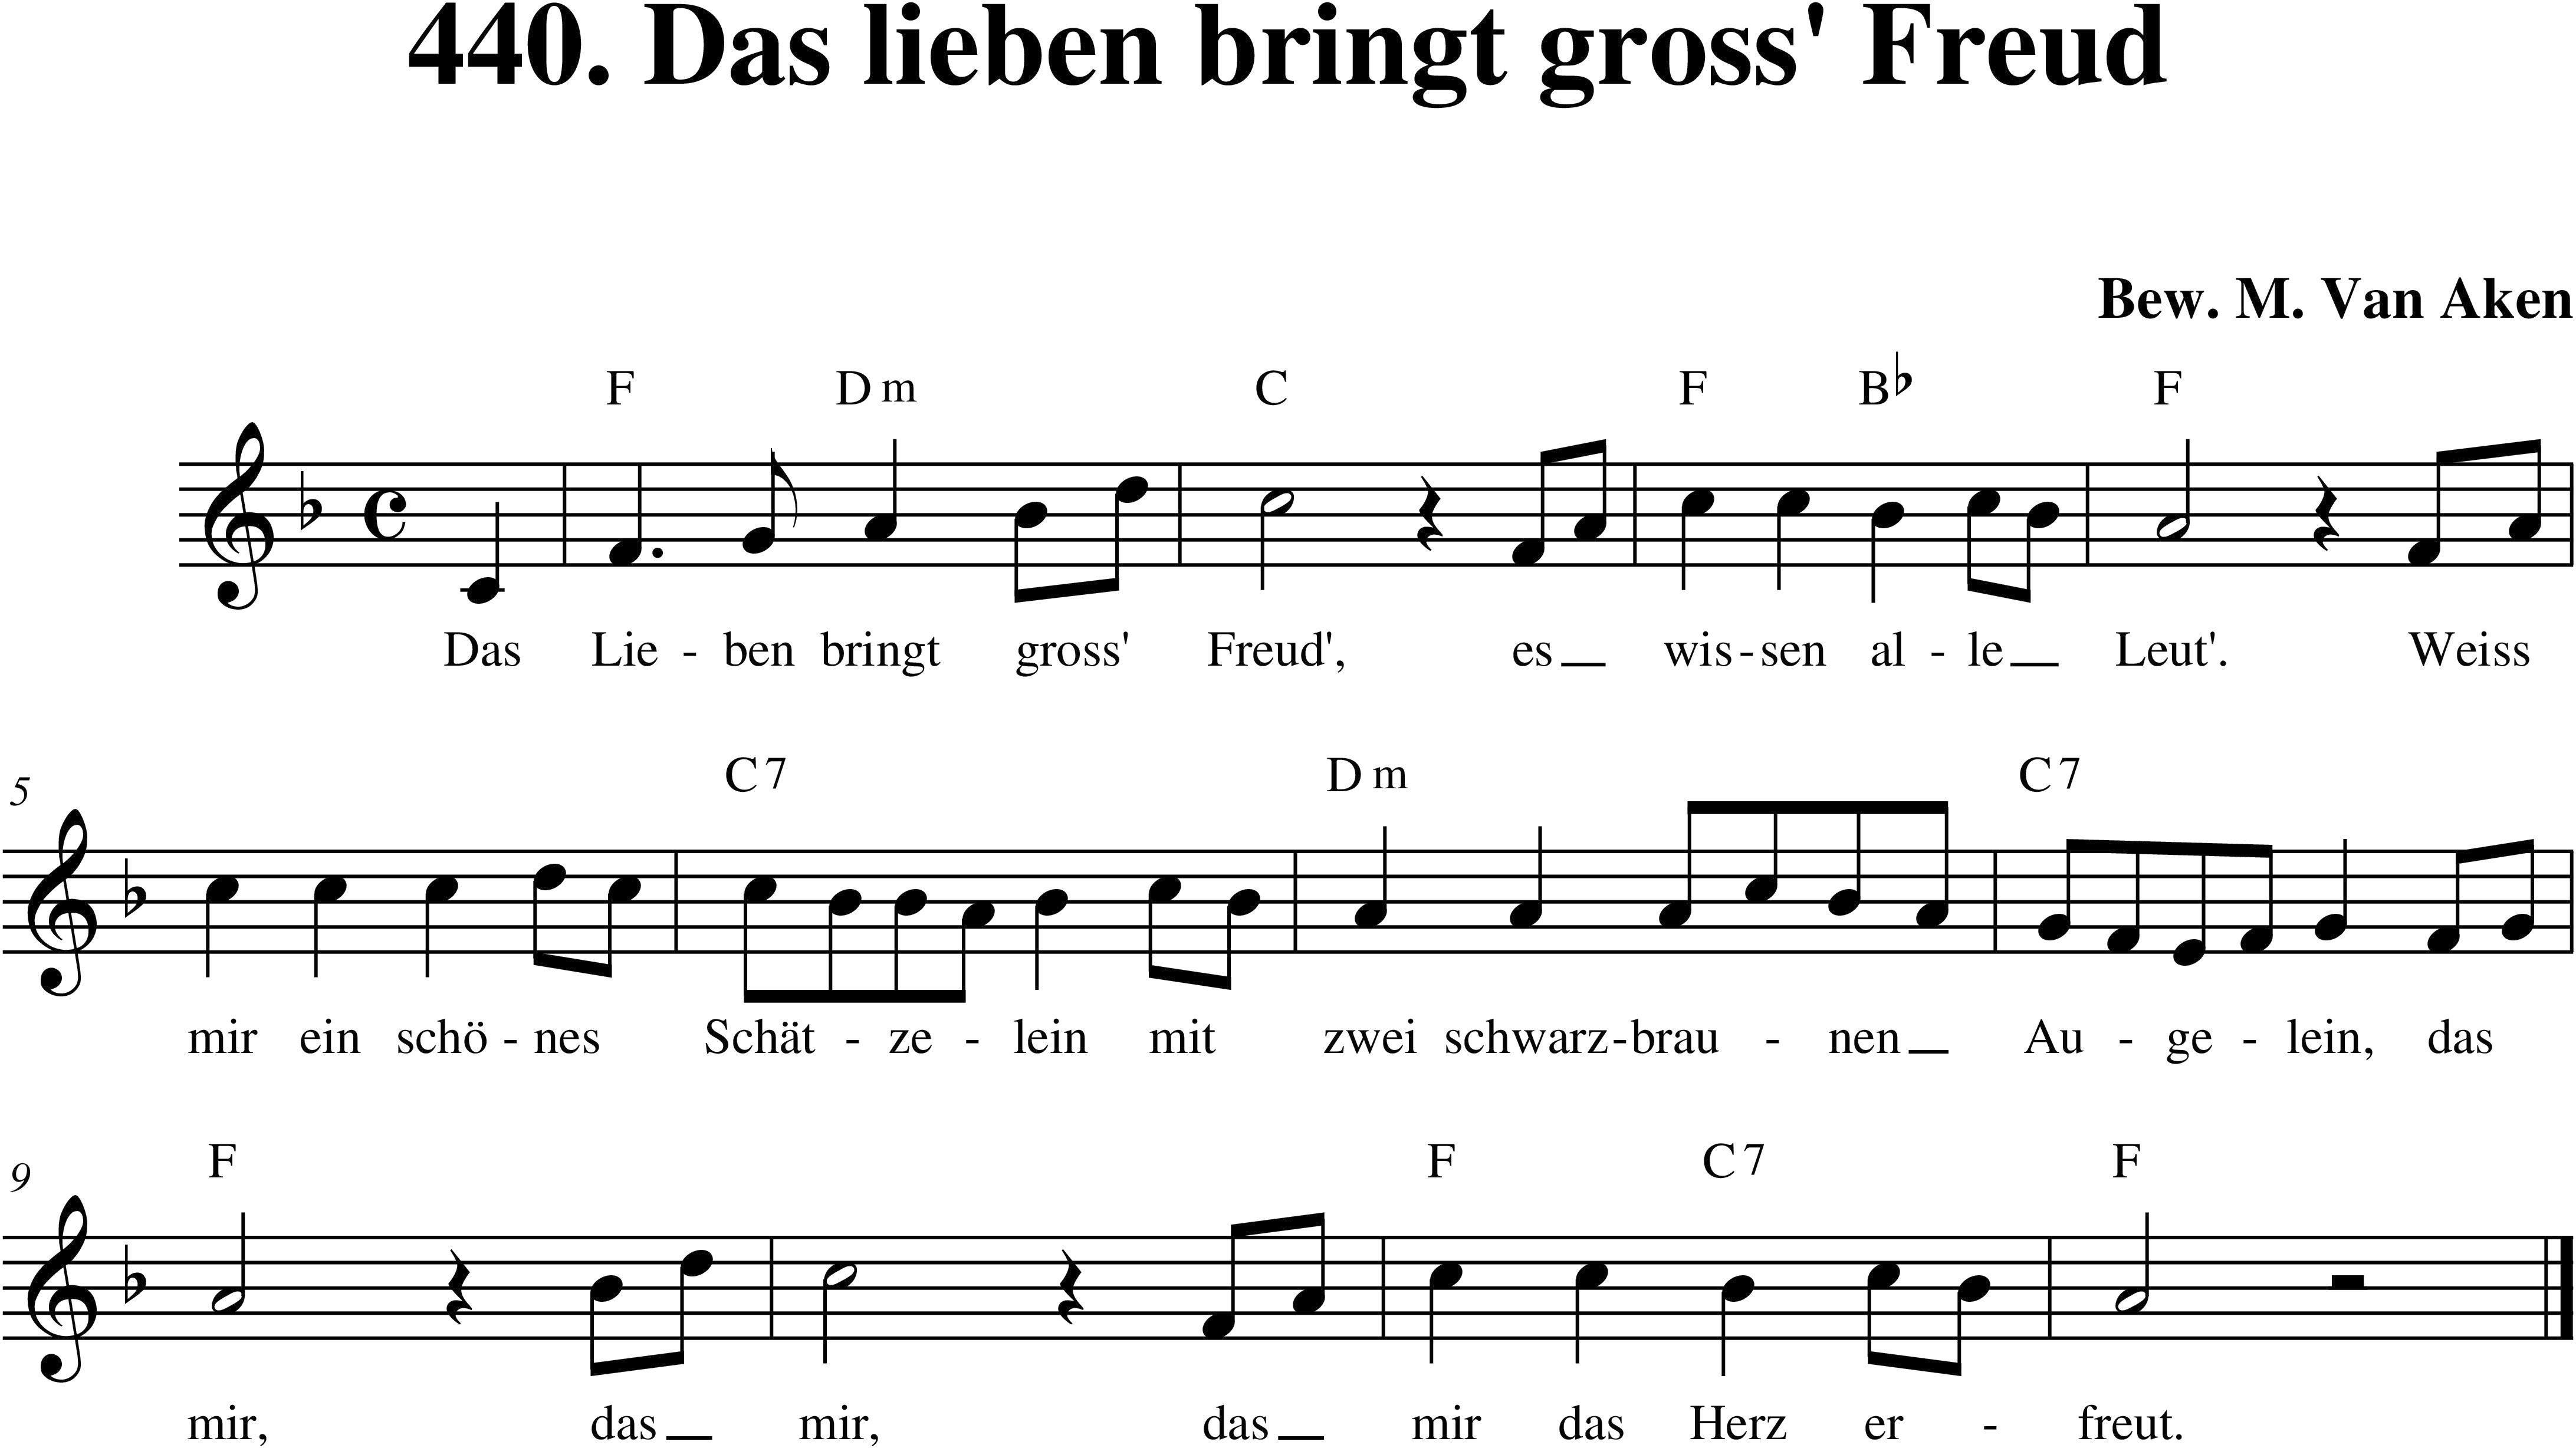 440. Das lieben bringt gross' Freud
Bew. M. Van Aken
F Dm C F B♭ F
Das Lie - ben bringt gross' Freud', es wis - sen al - le Leut'. Weiss
5 C7 Dm C7
mir ein schö - nes Schät - ze - lein mit zwei schwarz - brau - nen Au - ge - lein, das
9 F F C7 F
mir, das mir, das mir das Herz er - freut.